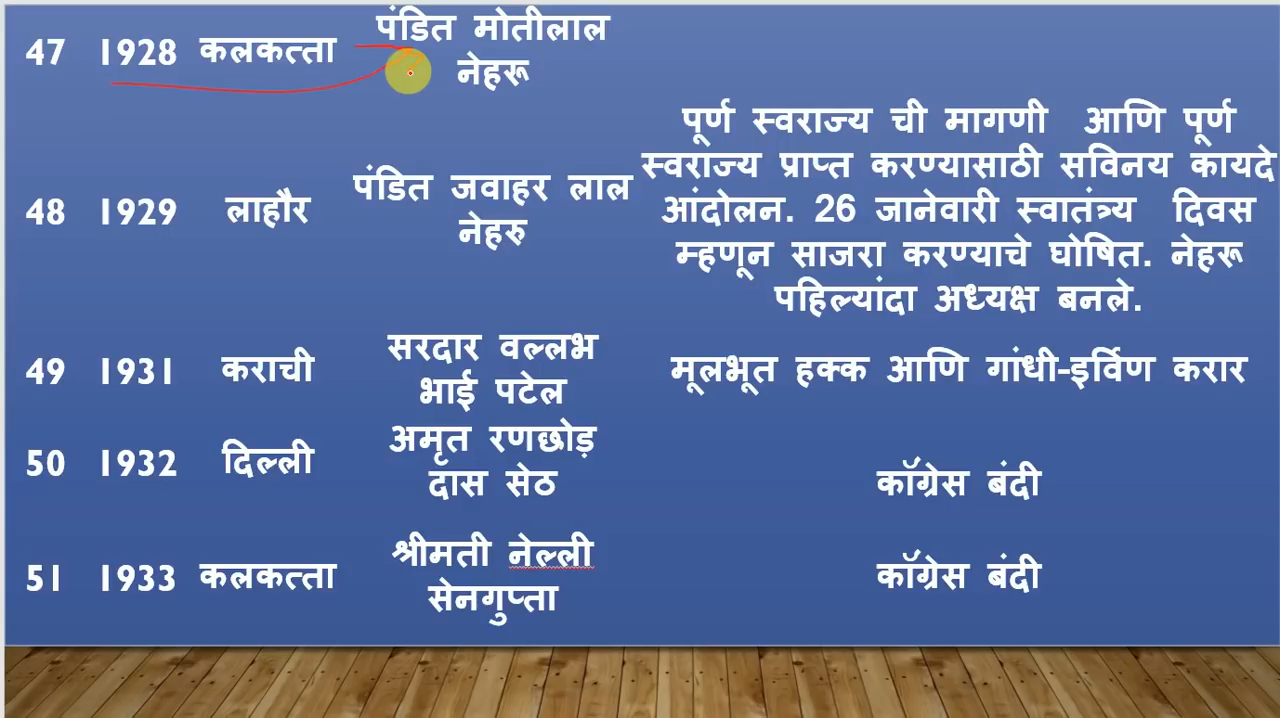 47 1928 कलकत्ता पंडित मोतीलाल
नेहरू
48 1929 लाहौर पंडित जवाहर लाल
नेहरु
पूर्ण स्वराज्य ची मागणी आणि पूर्ण
स्वराज्य प्राप्त करण्यासाठी सविनय कायदे
आंदोलन. 26 जानेवारी स्वातंत्र्य दिवस
म्हणून साजरा करण्याचे घोषित. नेहरू
पहिल्यांदा अध्यक्ष बनले.
49 1931 कराची सरदार वल्लभ
भाई पटेल
मूलभूत हक्क आणि गांधी-इर्विण करार
50 1932 दिल्ली अमृत रणछोड़
दास सेठ
कॉग्रेस बंदी
51 1933 कलकत्ता श्रीमती नेल्ली
सेनगुप्ता
कॉग्रेस बंदी